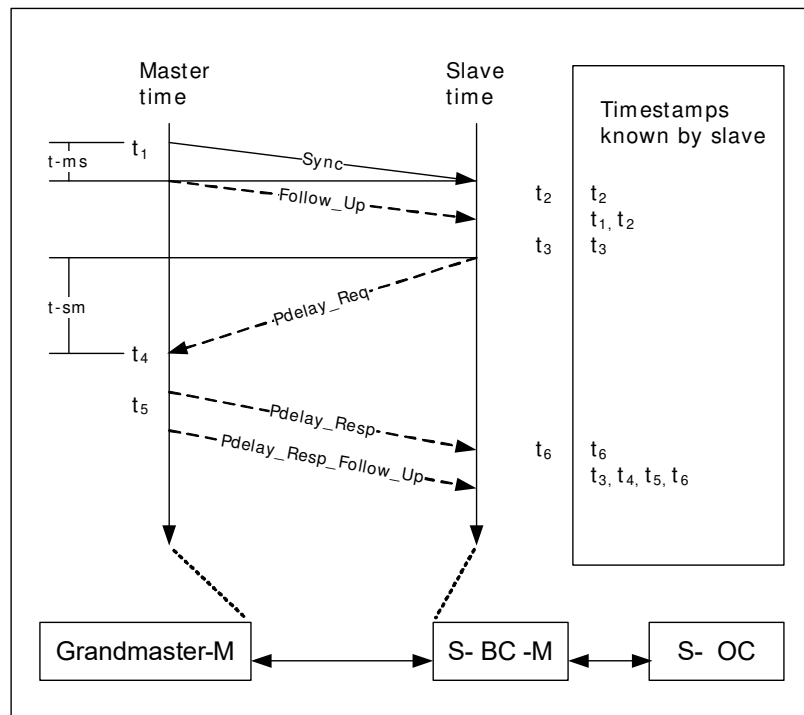 Master time
Slave time
Timestamps known by slave
t-ms
t1
Sync
Follow_Up
t2
t2
t1, t2
t3
t3
t-sm
Pdelay_Req
t4
t5
Pdelay_Resp
Pdelay_Resp_Follow_Up
t6
t6
t3, t4, t5, t6
Grandmaster-M
S- BC -M
S- OC